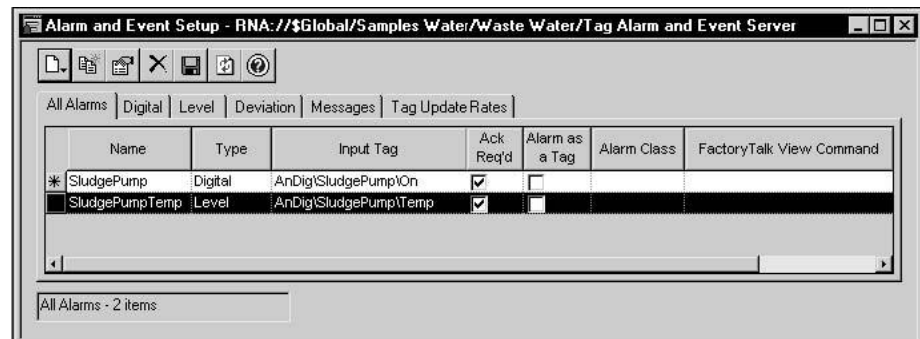 Alarm and Event Setup - RNA://$Global/Samples Water/Waste Water/Tag Alarm and Event Server
All Alarms Digital Level Deviation Messages Tag Update Rates
Name Type Input Tag Ack Req'd Alarm as a Tag Alarm Class FactoryTalk View Command
SludgePump Digital AnDig\SludgePump\On
SludgePumpTemp Level AnDig\SludgePump\Temp
All Alarms - 2 items